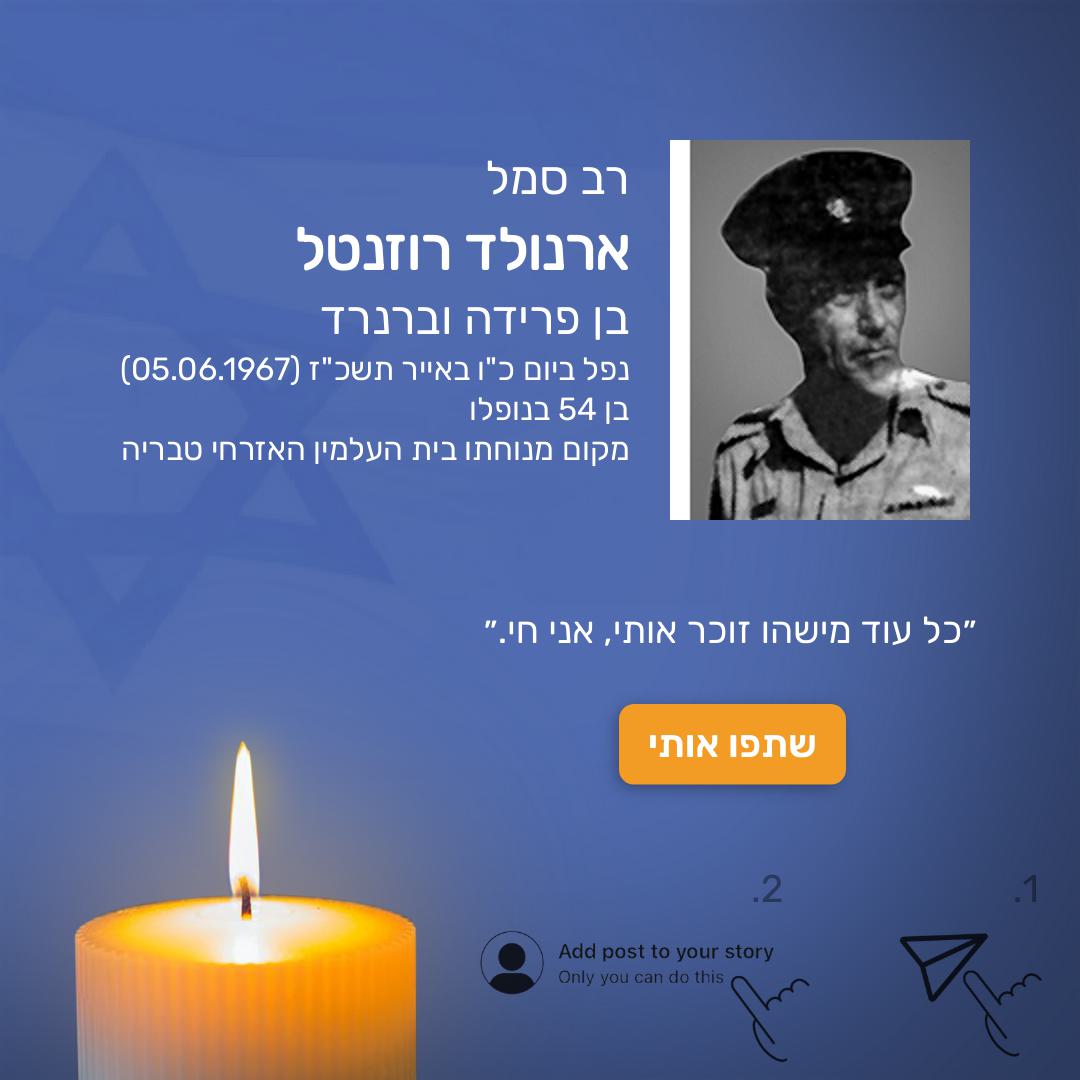 רב סמל
ארנולד רוזנטל
בן פרידה וברנרד
נפל ביום כ"ו באייר תשכ"ז (05.06.1967)
בן 54 בנופלו
מקום מנוחתו בית העלמין האזרחי טבריה
״כל עוד מישהו זוכר אותי, אני חי.״
שתפו אותי
1.
2.
Add post to your story
Only you can do this